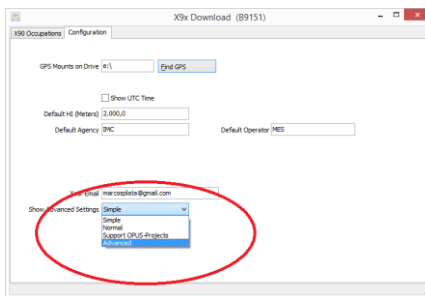 X9x Download (B9151)
X90 Occupations Configuration
GPS Mounts on Drive e:\ Find GPS
Show UTC Time
Default HI (Meters) 2.000,0
Default Agency IMC Default Operator MES
Your Email marcosplata@gmail.com
Show Advanced Settings Simple
Simple
Normal
Support OPUS-Projects
Advanced